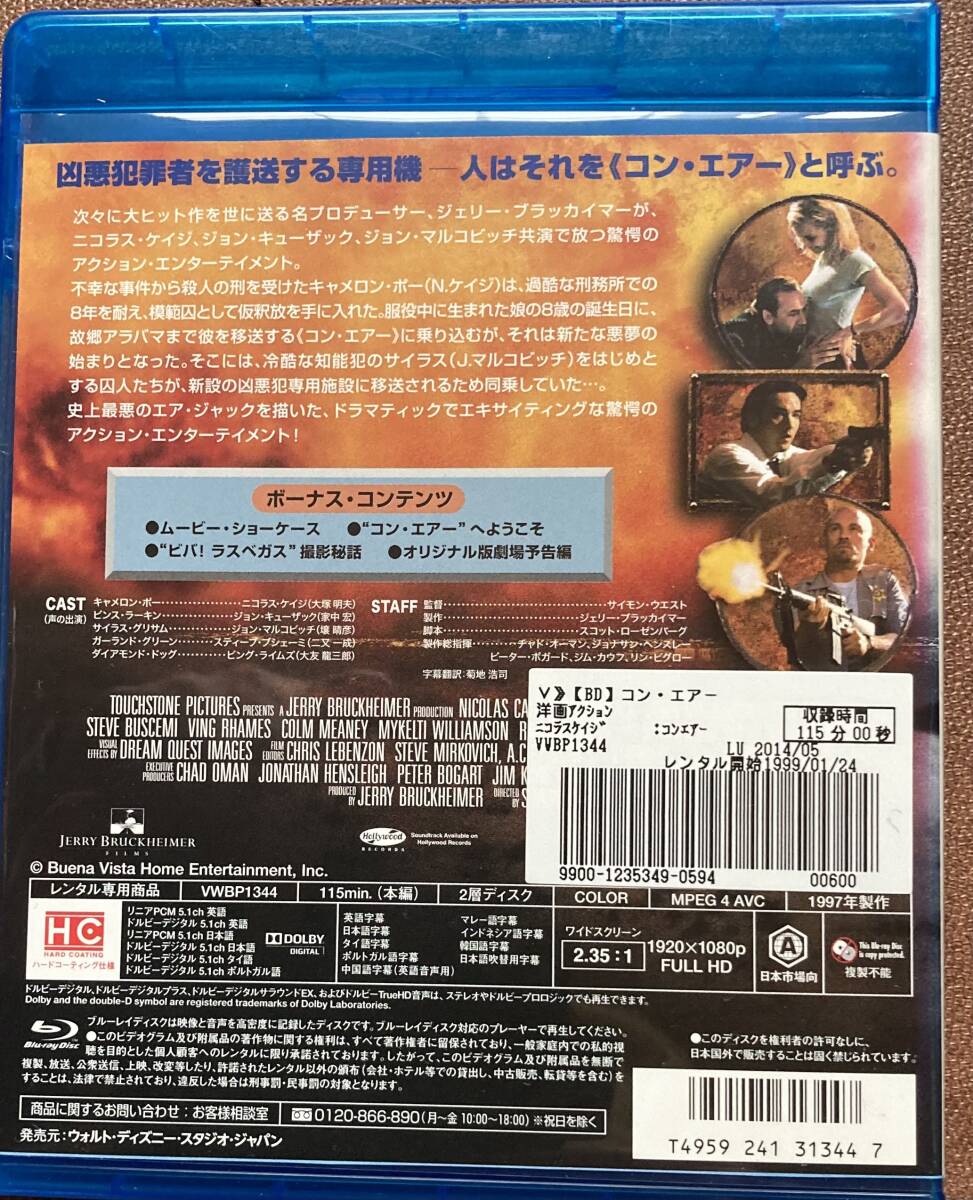 凶悪犯罪者を護送する専用機 ―人はそれを《コン・エアー》と呼ぶ。
次々に大ヒット作を世に送る名プロデューサー、ジェリー・ブラッカイマーが、
ニコラス・ケイジ、ジョン・キューザック、ジョン・マルコビッチ共演で放つ驚愕の
アクション・エンターテイメント。
不幸な事件から殺人の刑を受けたキャメロン・ポー(N.ケイジ)は、過酷な刑務所での
8年を耐え、模範囚として仮釈放を手に入れた。服役中に生まれた娘の8歳の誕生日に、
故郷アラバマまで彼を移送する《コン・エアー》に乗り込むが、それは新たな悪夢の
始まりとなった。そこには、冷酷な知能犯のサイラス(J.マルコビッチ)をはじめと
する囚人たちが、新設の凶悪犯専用施設に移送されるため同乗していた…。
史上最悪のエア・ジャックを描いた、ドラマティックでエキサイティングな驚愕の
アクション・エンターテイメント!
ボーナス・コンテンツ
●ムービー・ショーケース ●“コン・エアー”へようこそ
●“ビバ! ラスベガス”撮影秘話 ●オリジナル版劇場予告編
CAST
(声の出演)
キャメロン・ポー……ニコラス・ケイジ(大塚 明夫)
ビンス・ラーキン……ジョン・キューザック(家中 宏)
サイラス・グリサム……ジョン・マルコビッチ(壤 晴彦)
ガーランド・グリーン……スティーブ・ブシェーミ(二又 一成)
ダイアモンド・ドッグ……ビング・ライムズ(大友 龍三郎)
STAFF
監督……サイモン・ウエスト
製作……ジェリー・ブラッカイマー
脚本……スコット・ローゼンバーグ
製作総指揮……チャド・オーマン、ジョナサン・ヘンスレー
ピーター・ボガード、ジム・カウフ、リン・ビグロー
字幕翻訳:菊地 浩司
TOUCHSTONE PICTURES PRESENTS A JERRY BRUCKHEIMER PRODUCTION NICOLAS CA
STEVE BUSCEMI VING RHAMES COLM MEANEY MYKELTI WILLIAMSON R
VISUAL EFFECTS BY DREAM QUEST IMAGES FILM EDITORS CHRIS LEBENZON STEVE MIRKOVICH, A.C
EXECUTIVE PRODUCERS CHAD OMAN JONATHAN HENSLEIGH PETER BOGART JIM K
PRODUCED BY JERRY BRUCKHEIMER DIRECTED BY S
V》【BD】コン・エアー
洋画アクション
ニコラスケイジ :コンエアー
VVBP1344
収録時間
115分00秒
LU 2014/05
レンタル開始1999/01/24
9900-1235349-0594 00600
JERRY BRUCKHEIMER
FILMS
Hollywood
RECORDS
Soundtrack Available on
Hollywood Records
© Buena Vista Home Entertainment, Inc.
レンタル専用商品 VWBP1344 115min.(本編) 2層ディスク COLOR MPEG 4 AVC 1997年製作
HC
HARD COATING
ハードコーティング仕様
リニアPCM 5.1ch 英語
ドルビーデジタル 5.1ch 英語
リニアPCM 5.1ch 日本語
ドルビーデジタル 5.1ch 日本語
ドルビーデジタル 5.1ch タイ語
ドルビーデジタル 5.1ch ポルトガル語
DOLBY
DIGITAL
英語字幕
日本語字幕
タイ語字幕
ポルトガル語字幕
中国語字幕(英語音声用)
マレー語字幕
インドネシア語字幕
韓国語字幕
日本語吹替用字幕
ワイドスクリーン
2.35:1
1920×1080p
FULL HD
A
日本市場向
This Blu-ray Disc
is copy protected.
複製不能
ドルビーデジタル、ドルビーデジタルプラス、ドルビーデジタルサラウンドEX、およびドルビーTrueHD音声は、ステレオやドルビープロロジックでも再生できます。
Dolby and the double-D symbol are registered trademarks of Dolby Laboratories.
Blu-ray Disc
ブルーレイディスクは映像と音声を高密度に記録したディスクです。ブルーレイディスク対応のプレーヤーで再生してください。
●このビデオグラム及び附属品の著作物に関する権利は、すべて著作権者に留保されており、一般家庭内での私的視
聴を目的とした個人顧客へのレンタルに限り承諾されております。したがって、このビデオグラム及び附属品を無断で
複製、放送、公衆送信、上映、改変等したり、許諾されたレンタル以外の頒布(会社・ホテル等での貸出し、中古販売、転貸等を含む)を
することは、法律で禁止されており、違反した場合は刑事罰・民事罰の対象となります。
●このディスクを権利者の許可なしに、
日本国外で販売することは固く禁じられています。
商品に関するお問い合わせ:お客様相談室 0120-866-890(月~金 10:00~18:00) ※祝日を除く
発売元:ウォルト・ディズニー・スタジオ・ジャパン
T4959 241 31344 7